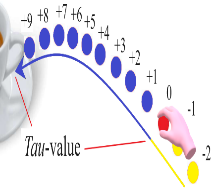 -9 +8 +7 +6 +5 +4 +3 +2 +1 0 -1 -2
Tau-value